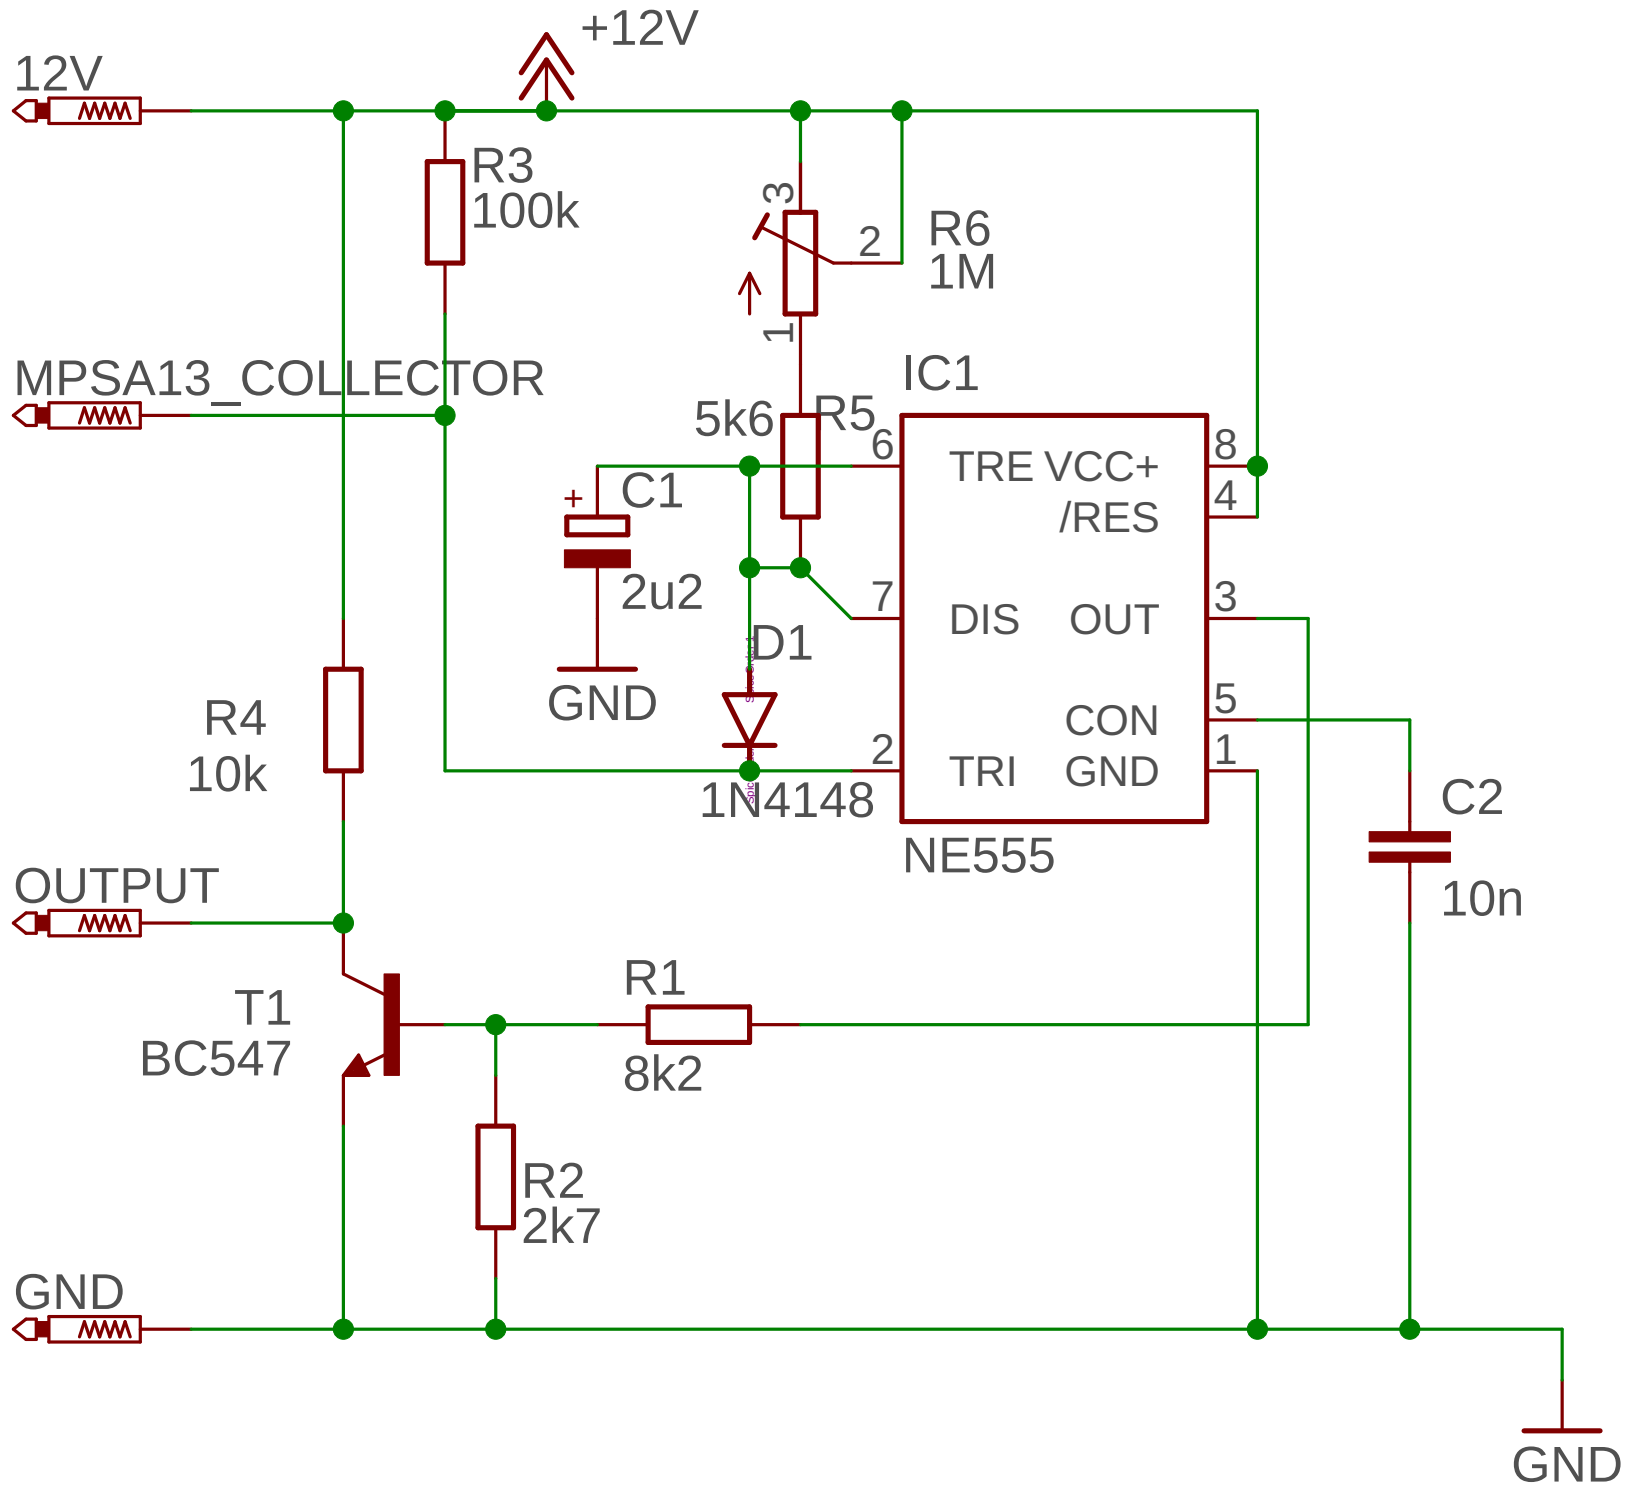 +12V
12V
R3
100k
3
2
R6
1M
1
MPSA13_COLLECTOR
IC1
5k6
R5
6
TRE
VCC+
8
C1
+
/RES
4
2u2
7
DIS
OUT
3
D1
GND
R4
10k
CON
5
2
TRI
GND
1
1N4148
NE555
C2
10n
OUTPUT
T1
BC547
R1
8k2
R2
2k7
GND
GND